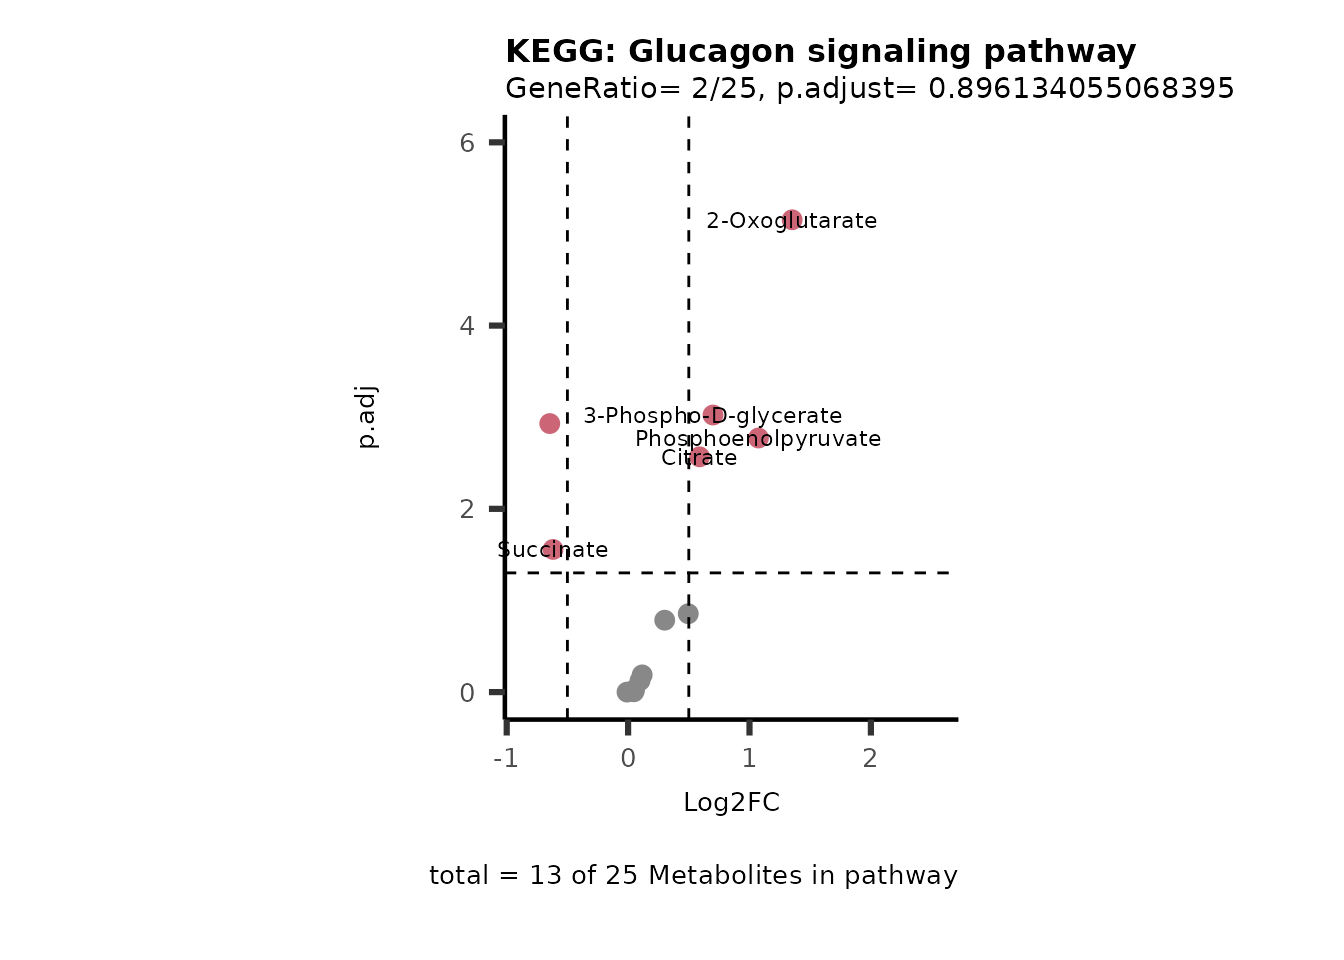 KEGG: Glucagon signaling pathway
GeneRatio= 2/25, p.adjust= 0.896134055068395
6
2-Oxoglutarate
4
p.adj
3-Phospho-D-glycerate
Phosphoenolpyruvate
Citrate
2
Succinate
0
-1 0 1 2
Log2FC
total = 13 of 25 Metabolites in pathway